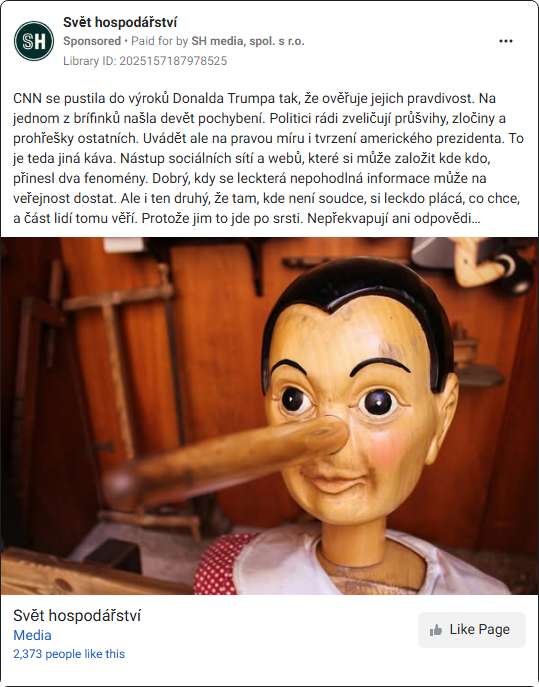 Svět hospodářství
SH
Sponsored • Paid for by SH media, spol. s r.o.
Library ID: 2025157187978525
CNN se pustila do výroků Donalda Trumpa tak, že ověřuje jejich pravdivost. Na
jednom z brífinků našla devět pochybení. Politici rádi zveličují průšvihy, zločiny a
prohřešky ostatních. Uvádět ale na pravou míru i tvrzení amerického prezidenta. To
je teda jiná káva. Nástup sociálních sítí a webů, které si může založit kde kdo,
přinesl dva fenomény. Dobrý, kdy se leckterá nepohodlná informace může na
veřejnost dostat. Ale i ten druhý, že tam, kde není soudce, si leckdo plácá, co chce,
a část lidí tomu věří. Protože jim to jde po srsti. Nepřekvapují ani odpovědi…
Svět hospodářství
Media
2,373 people like this
Like Page